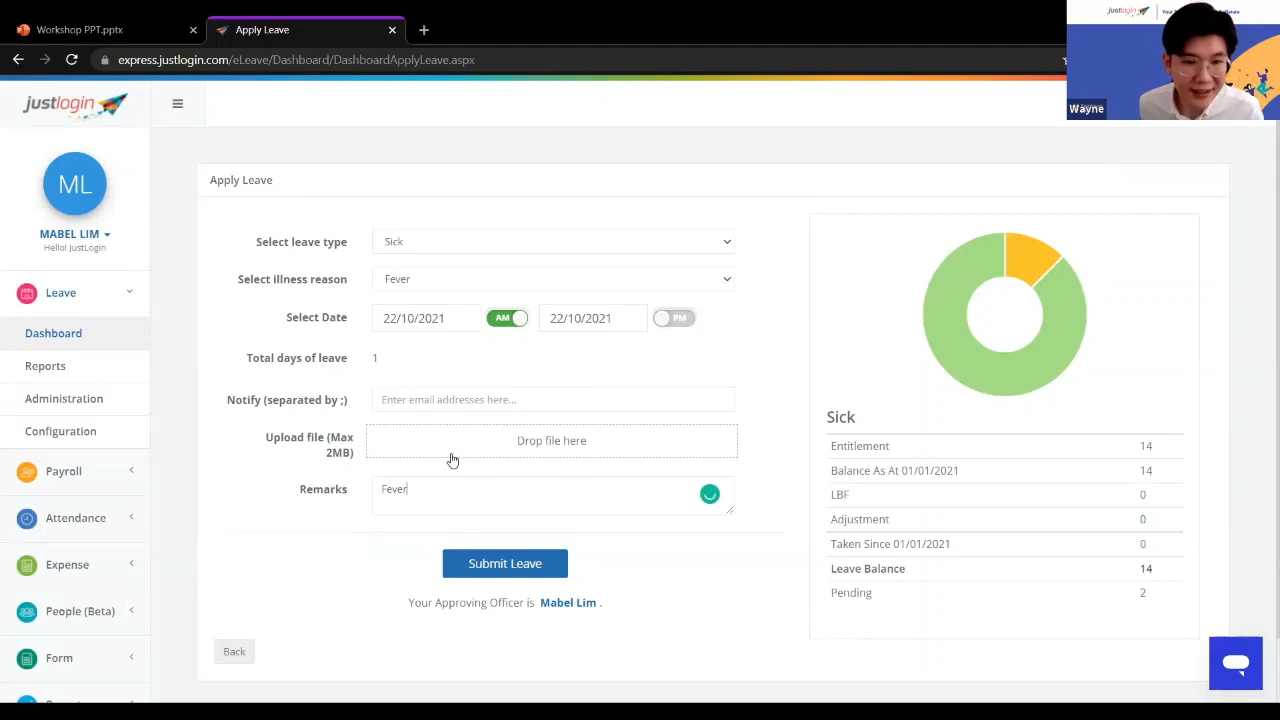 Workshop PPT.pptx
Apply Leave
express.justlogin.com/eLeave/Dashboard/DashboardApplyLeave.aspx
justlogin
Wayne
justlogin
ML
MABEL LIM
Hello! JustLogin
Leave
Dashboard
Reports
Administration
Configuration
Payroll
Attendance
Expense
People (Beta)
Form
Apply Leave
Select leave type Sick
Select illness reason Fever
Select Date 22/10/2021 AM 22/10/2021 PM
Total days of leave 1
Notify (separated by ;) Enter email addresses here...
Upload file (Max
2MB)
Drop file here
Remarks Fever
Submit Leave
Your Approving Officer is Mabel Lim .
Back
Sick
Entitlement 14
Balance As At 01/01/2021 14
LBF 0
Adjustment 0
Taken Since 01/01/2021 0
Leave Balance 14
Pending 2